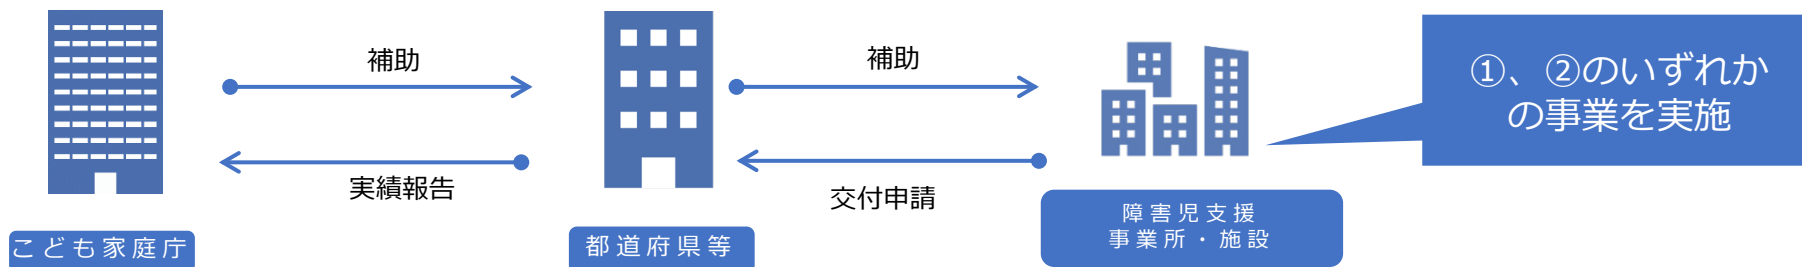 補助
実績報告
こども家庭庁
都道府県等
補助
交付申請
障害児支援
事業所・施設
①、②のいずれか
の事業を実施